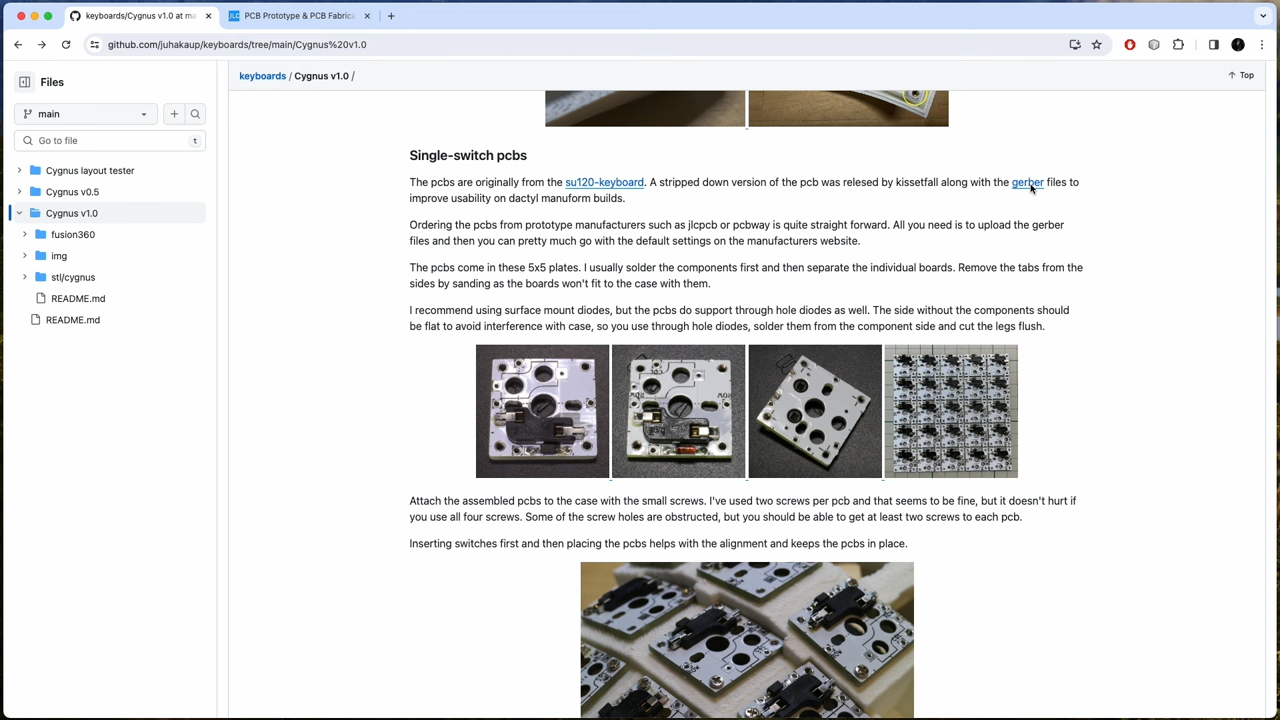 keyboards/Cygnus v1.0 at ma
PCB Prototype & PCB Fabrica
github.com/juhakaup/keyboards/tree/main/Cygnus%20v1.0
Files
keyboards / Cygnus v1.0 /
Top
main
Go to file
t
Cygnus layout tester
Cygnus v0.5
Cygnus v1.0
fusion360
img
stl/cygnus
README.md
README.md
Single-switch pcbs
The pcbs are originally from the su120-keyboard. A stripped down version of the pcb was relesed by kissetfall along with the gerber files to
improve usability on dactyl manuform builds.
Ordering the pcbs from prototype manufacturers such as jlcpcb or pcbway is quite straight forward. All you need is to upload the gerber
files and then you can pretty much go with the default settings on the manufacturers website.
The pcbs come in these 5x5 plates. I usually solder the components first and then separate the individual boards. Remove the tabs from the
sides by sanding as the boards won't fit to the case with them.
I recommend using surface mount diodes, but the pcbs do support through hole diodes as well. The side without the components should
be flat to avoid interference with case, so you use through hole diodes, solder them from the component side and cut the legs flush.
Attach the assembled pcbs to the case with the small screws. I've used two screws per pcb and that seems to be fine, but it doesn't hurt if
you use all four screws. Some of the screw holes are obstructed, but you should be able to get at least two screws to each pcb.
Inserting switches first and then placing the pcbs helps with the alignment and keeps the pcbs in place.